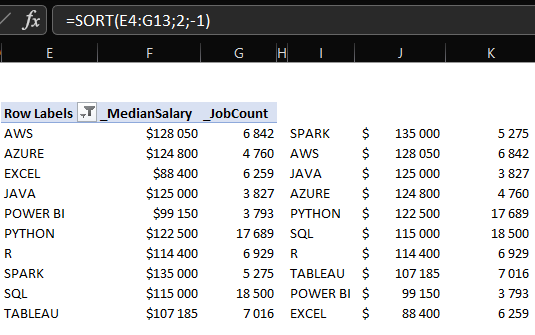 fx =SORT(E4:G13;2;-1)
E F G H I J K
Row Labels _MedianSalary _JobCount
AWS $128 050 6 842 SPARK $ 135 000 5 275
AZURE $124 800 4 760 AWS $ 128 050 6 842
EXCEL $88 400 6 259 JAVA $ 125 000 3 827
JAVA $125 000 3 827 AZURE $ 124 800 4 760
POWER BI $99 150 3 793 PYTHON $ 122 500 17 689
PYTHON $122 500 17 689 SQL $ 115 000 18 500
R $114 400 6 929 R $ 114 400 6 929
SPARK $135 000 5 275 TABLEAU $ 107 185 7 016
SQL $115 000 18 500 POWER BI $ 99 150 3 793
TABLEAU $107 185 7 016 EXCEL $ 88 400 6 259